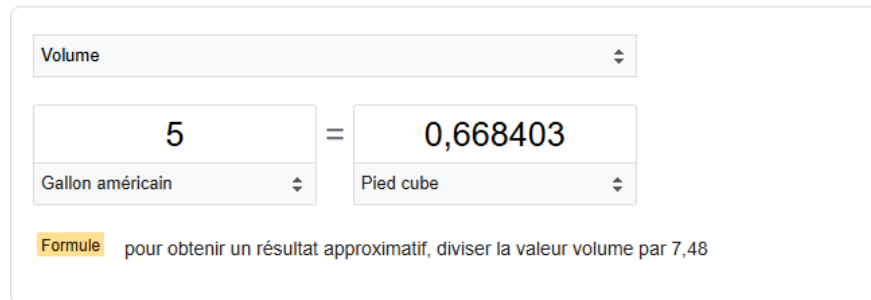 Volume
5 = 0,668403
Gallon américain Pied cube
Formule pour obtenir un résultat approximatif, diviser la valeur volume par 7,48